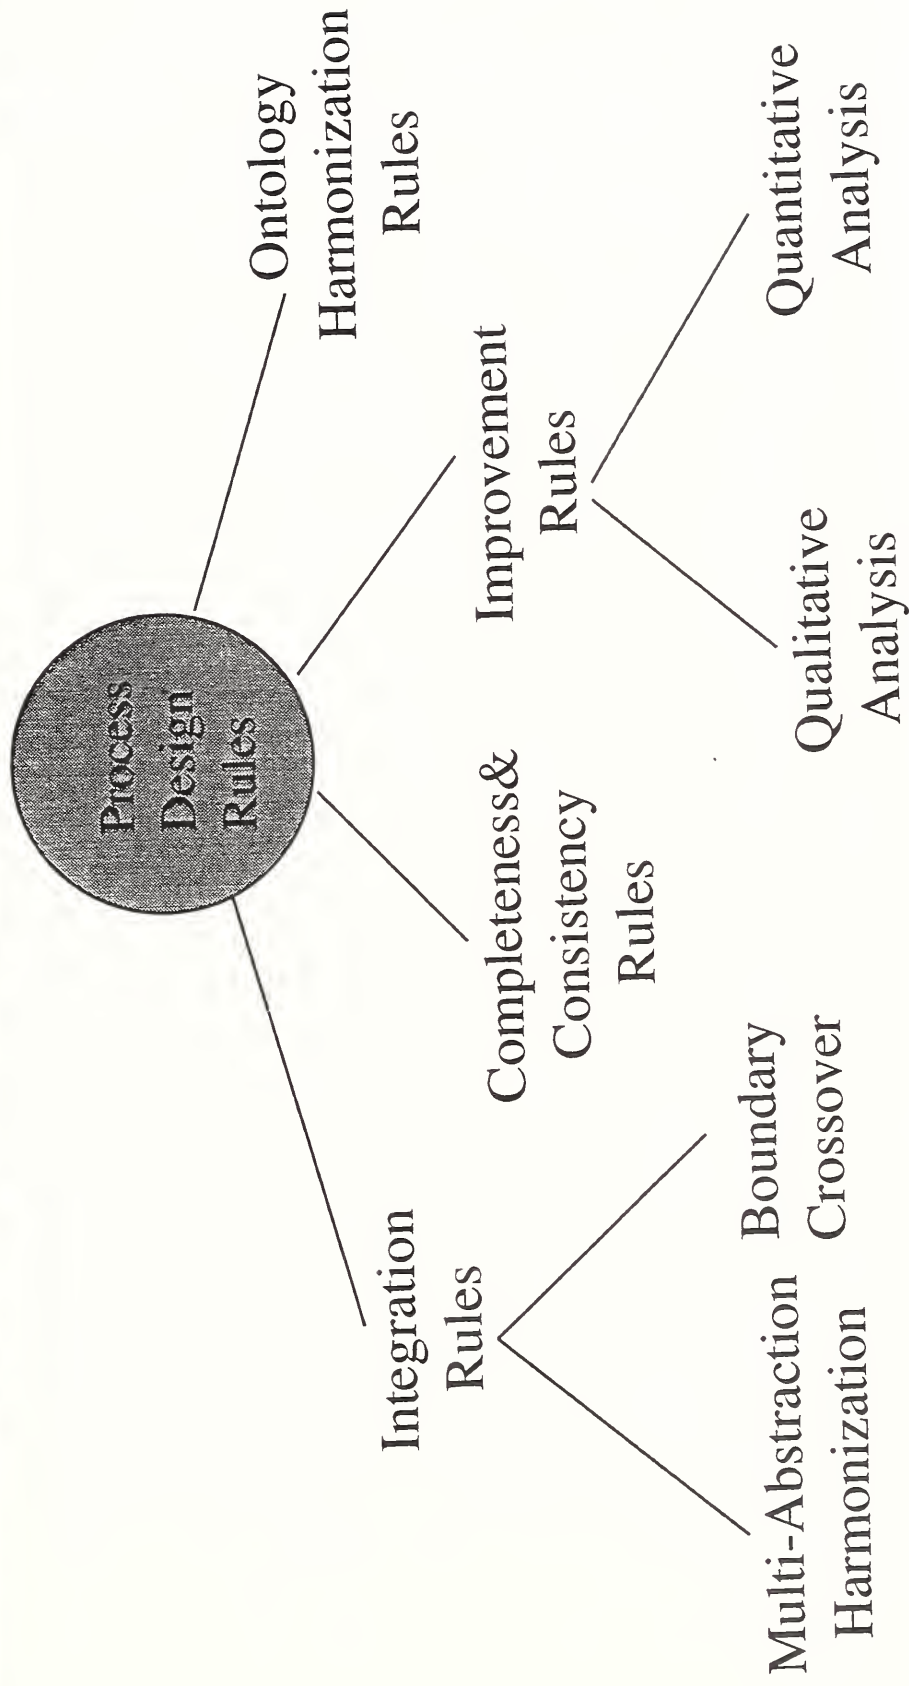 Process
Design
Rules
Integration
Rules
Completeness&
Consistency
Rules
Improvement
Rules
Ontology
Harmonization
Rules
Multi-Abstraction
Harmonization
Boundary
Crossover
Qualitative
Analysis
Quantitative
Analysis